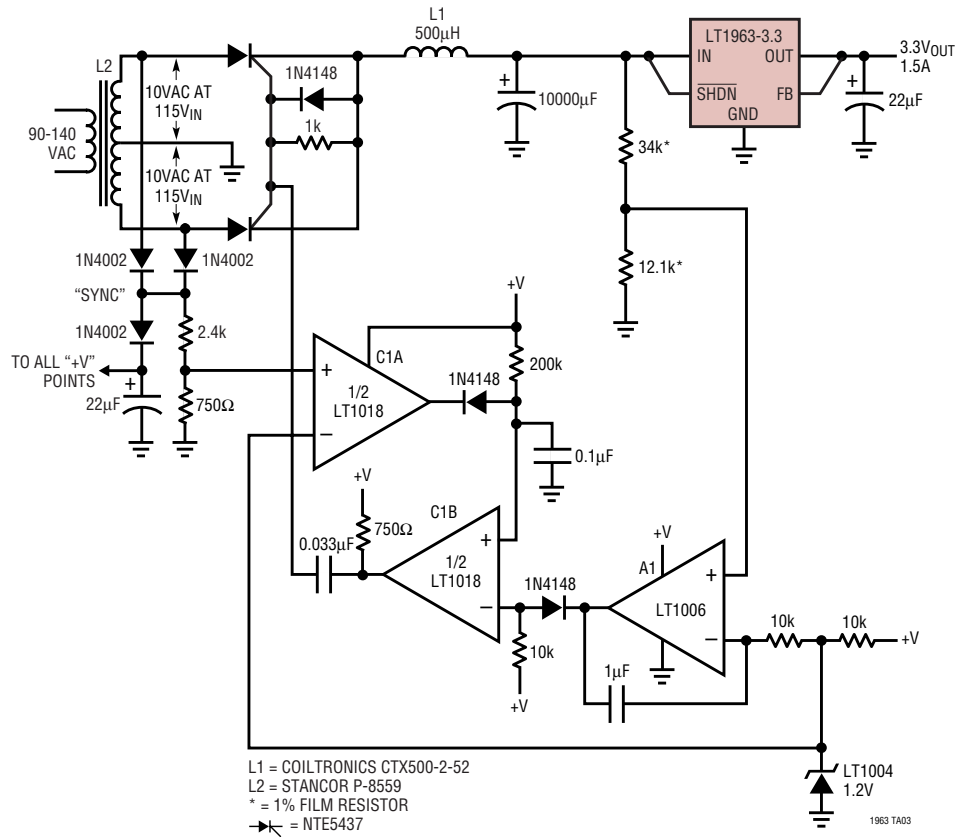 L1
500µH
LT1963-3.3
IN
OUT
SHDN
FB
GND
3.3VOUT
1.5A
L2
10VAC AT
115VIN
1N4148
+
10000µF
+
22µF
90-140
VAC
1k
34k*
10VAC AT
115VIN
12.1k*
1N4002
1N4002
"SYNC"
+V
1N4002
2.4k
C1A
200k
TO ALL "+V"
POINTS
+
1/2
LT1018
–
1N4148
+
22µF
750Ω
0.1µF
+V
C1B
750Ω
+
+V
0.033µF
1/2
LT1018
–
A1
+
1N4148
LT1006
–
10k
10k
+V
10k
1µF
+V
L1 = COILTRONICS CTX500-2-52
L2 = STANCOR P-8559
* = 1% FILM RESISTOR
= NTE5437
LT1004
1.2V
1963 TA03